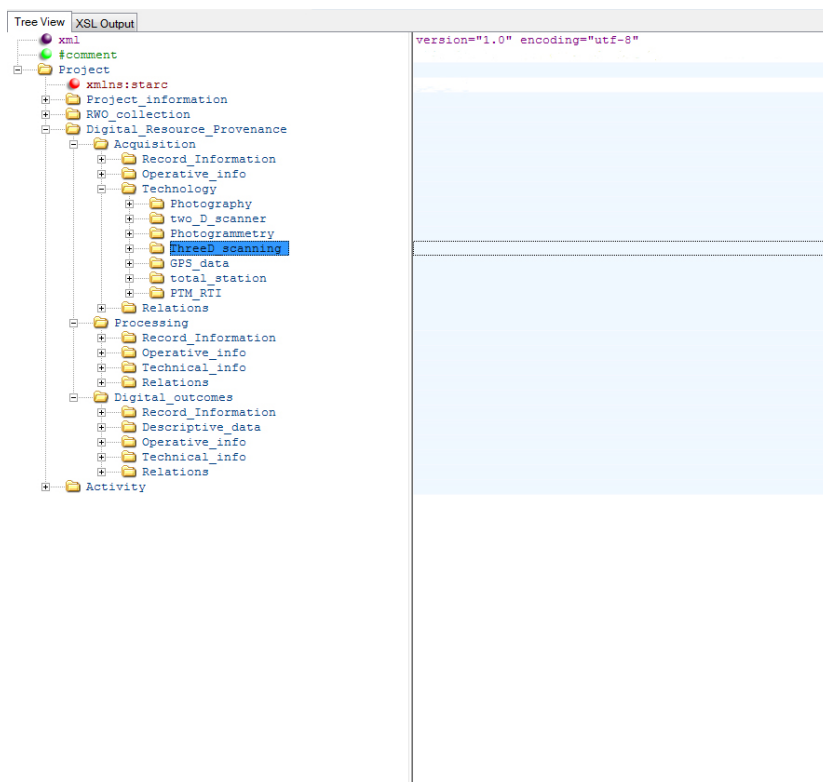 Tree View XSL Output
xml version="1.0" encoding="utf-8"
#comment
Project
xmlns:starc
Project_information
RWO_collection
Digital_Resource_Provenance
Acquisition
Record_Information
Operative_info
Technology
Photography
two_D_scanner
Photogrammetry
ThreeD_scanning
GPS_data
total_station
PTM_RTI
Relations
Processing
Record_Information
Operative_info
Technical_info
Relations
Digital_outcomes
Record_Information
Descriptive_data
Operative_info
Technical_info
Relations
Activity